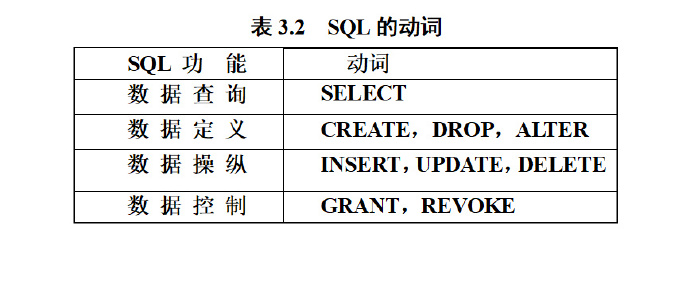 表 3.2 SQL 的动词
SQL 功 能 动词
数 据 查 询 SELECT
数 据 定 义 CREATE，DROP，ALTER
数 据 操 纵 INSERT，UPDATE，DELETE
数 据 控 制 GRANT，REVOKE